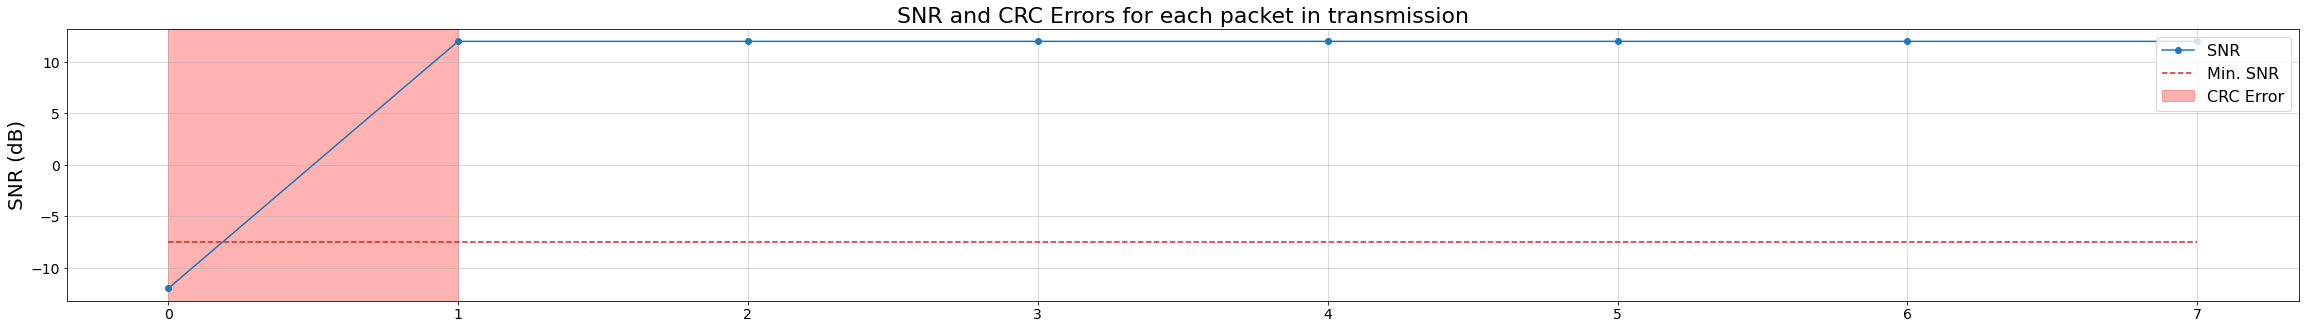 SNR and CRC Errors for each packet in transmission
SNR (dB)
10
5
0
−5
−10
0 1 2 3 4 5 6 7
SNR
Min. SNR
CRC Error